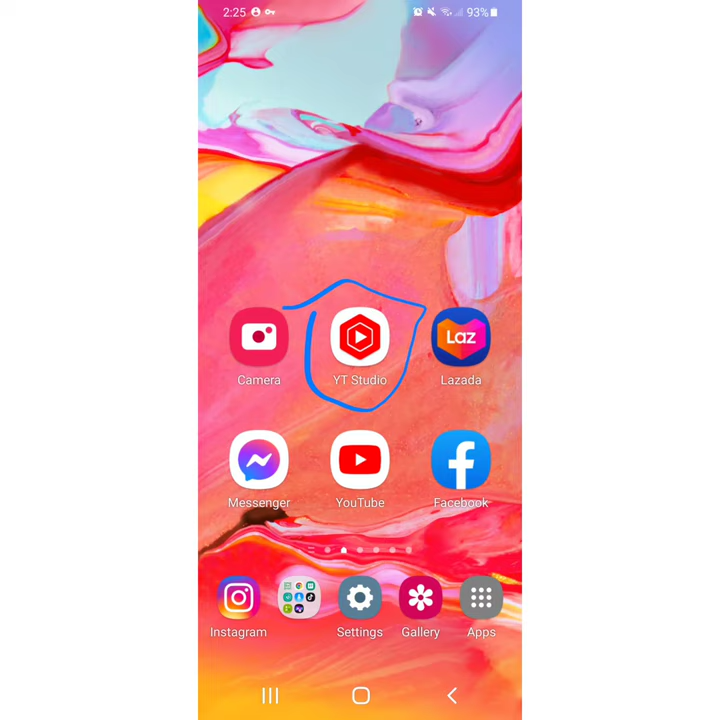 2:25 93%
Camera YT Studio Laz Lazada
Messenger YouTube Facebook
Instagram Settings Gallery Apps